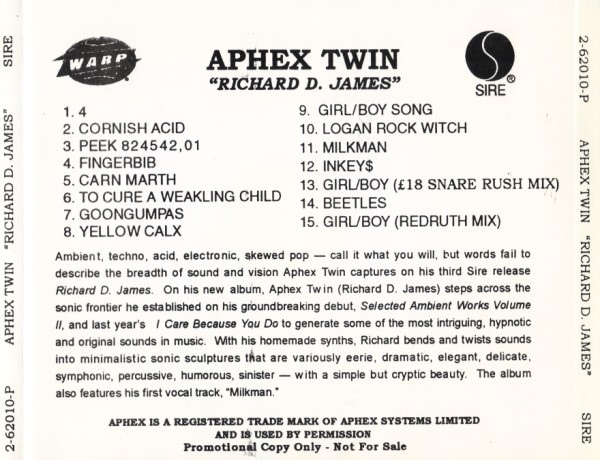 WARP
APHEX TWIN
"RICHARD D. JAMES"
SIRE®
1. 4
2. CORNISH ACID
3. PEEK 824542,01
4. FINGERBIB
5. CARN MARTH
6. TO CURE A WEAKLING CHILD
7. GOONGUMPAS
8. YELLOW CALX
9. GIRL/BOY SONG
10. LOGAN ROCK WITCH
11. MILKMAN
12. INKEY$
13. GIRL/BOY (£18 SNARE RUSH MIX)
14. BEETLES
15. GIRL/BOY (REDRUTH MIX)
Ambient, techno, acid, electronic, skewed pop — call it what you will, but words fail to
describe the breadth of sound and vision Aphex Twin captures on his third Sire release
Richard D. James. On his new album, Aphex Twin (Richard D. James) steps across the
sonic frontier he established on his groundbreaking debut, Selected Ambient Works Volume
II, and last year's I Care Because You Do to generate some of the most intriguing, hypnotic
and original sounds in music. With his homemade synths, Richard bends and twists sounds
into minimalistic sonic sculptures that are variously eerie, dramatic, elegant, delicate,
symphonic, percussive, humorous, sinister — with a simple but cryptic beauty. The album
also features his first vocal track, "Milkman."
APHEX IS A REGISTERED TRADE MARK OF APHEX SYSTEMS LIMITED
AND IS USED BY PERMISSION
Promotional Copy Only - Not For Sale
2-62010-P APHEX TWIN "RICHARD D. JAMES" SIRE
2-62010-P APHEX TWIN "RICHARD D. JAMES" SIRE